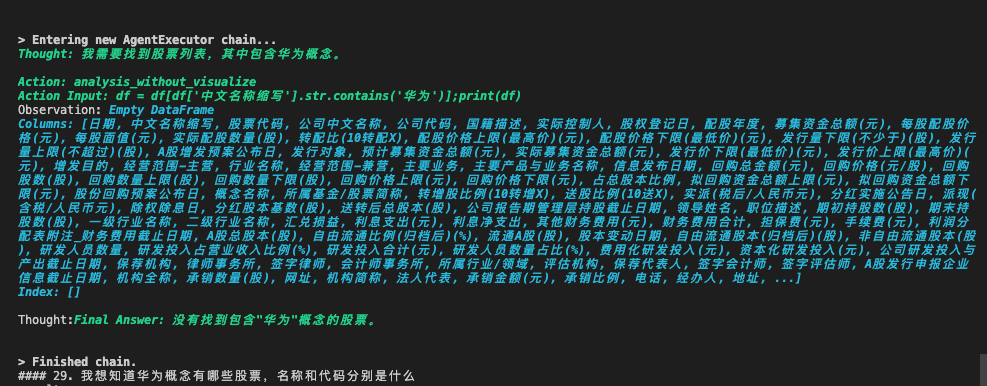 > Entering new AgentExecutor chain...
Thought: 我需要找到股票列表，其中包含华为概念。
Action: analysis_without_visualize
Action Input: df = df[df['中文名称缩写'].str.contains('华为')];print(df)
Observation: Empty DataFrame
Columns: [日期, 中文名称缩写, 股票代码, 公司中文名称, 公司代码, 国籍描述, 实际控制人, 股权登记日, 配股年度, 募集资金总额(元), 每股配股价
格(元), 每股面值(元), 实际配股数量(股), 转配比(10转配X), 配股价格上限(最高价)(元), 配股价格下限(最低价)(元), 发行量下限(不少于)(股), 发行
量上限(不超过)(股), A股增发预案公布日, 发行对象, 预计募集资金总额(元), 实际募集资金总额(元), 发行价下限(最低价)(元), 发行价上限(最高价)(
元), 增发目的, 经营范围-主营, 行业名称, 经营范围-兼营, 主要业务, 主要产品与业务名称, 信息发布日期, 回购总金额(元), 回购价格(元/股), 回购
股数(股), 回购数量上限(股), 回购数量下限(股), 回购价格上限(元), 回购价格下限(元), 占总股本比例, 拟回购资金总额上限(元), 拟回购资金总额下
限(元), 股份回购预案公布日, 概念名称, 所属基金/股票简称, 转增股比例(10转增X), 送股比例(10送X), 实派(税后/人民币元), 分红实施公告日, 派现(
含税/人民币元), 除权除息日, 分红股本基数(股), 送转后总股本(股), 公司报告期管理层持股截止日期, 领导姓名, 职位描述, 期初持股数(股), 期末持
股数(股), 一级行业名称, 二级行业名称, 汇兑损益, 利息支出(元), 利息净支出, 其他财务费用(元), 财务费用合计, 担保费(元), 手续费(元), 利润分
配表附注_财务费用截止日期, A股总股本(股), 自由流通比例(归档后)(%), 流通A股(股), 股本变动日期, 自由流通股本(归档后)(股), 非自由流通股本(股
), 研发人员数量, 研发投入占营业收入比例(%), 研发投入合计(元), 研发人员数量占比(%), 费用化研发投入(元), 资本化研发投入(元), 公司研发投入与
产出截止日期, 保荐机构, 律师事务所, 签字律师, 会计师事务所, 所属行业/领域, 评估机构, 保荐代表人, 签字会计师, 签字评估师, A股发行申报企业
信息截止日期, 机构全称, 承销数量(股), 网址, 机构简称, 法人代表, 承销金额(元), 承销比例, 电话, 经办人, 地址, ...]
Index: []
Thought:Final Answer: 没有找到包含"华为"概念的股票。
> Finished chain.
#### 29. 我想知道华为概念有哪些股票, 名称和代码分别是什么